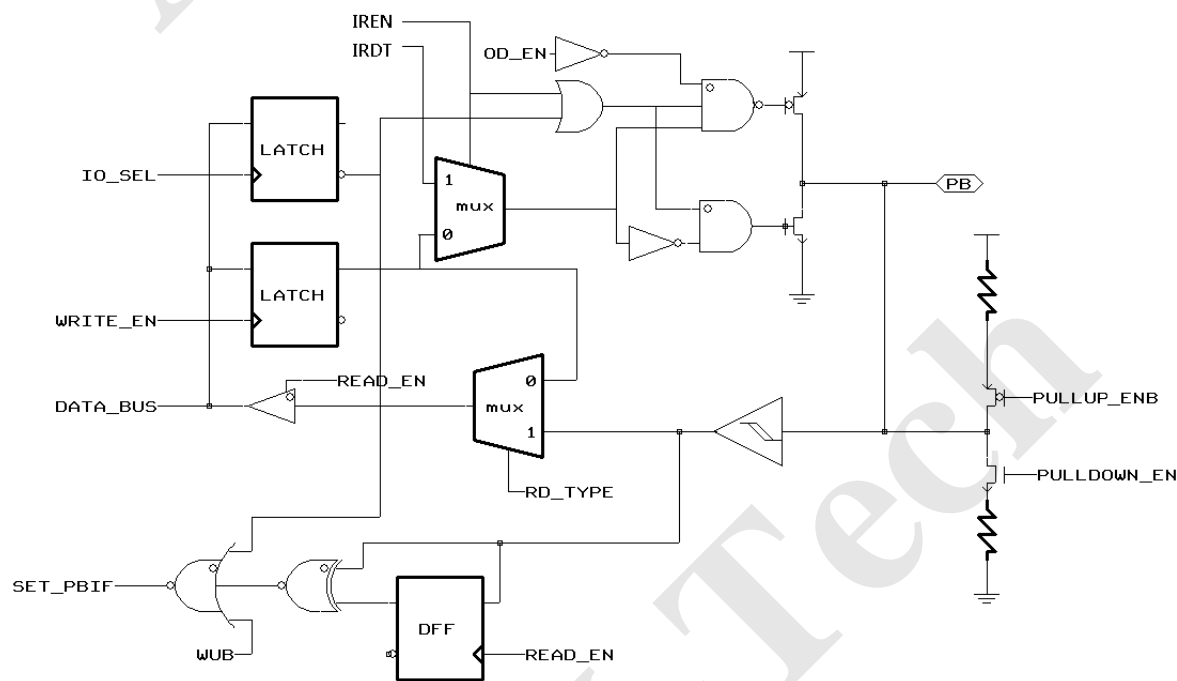 IREN
IRDT
OD_EN
LATCH
IO_SEL
1
mux
0
PB
LATCH
WRITE_EN
READ_EN
0
DATA_BUS
mux
1
PULLUP_ENB
RD_TYPE
PULLDOWN_EN
SET_PBIF
DFF
WUB
READ_EN
Tech